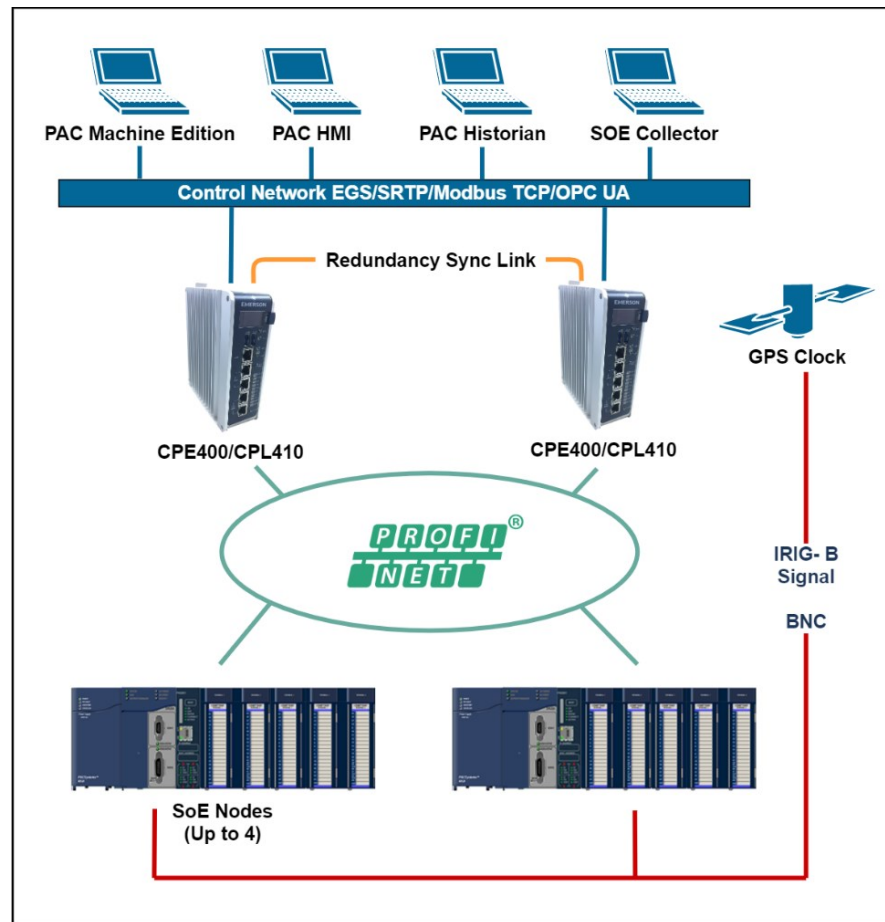 PAC Machine Edition
PAC HMI
PAC Historian
SOE Collector
Control Network EGS/SRTP/Modbus TCP/OPC UA
Redundancy Sync Link
EMERSON
EMERSON
GPS Clock
CPE400/CPL410
CPE400/CPL410
PROFI®
NET
IRIG- B
Signal
BNC
SoE Nodes
(Up to 4)